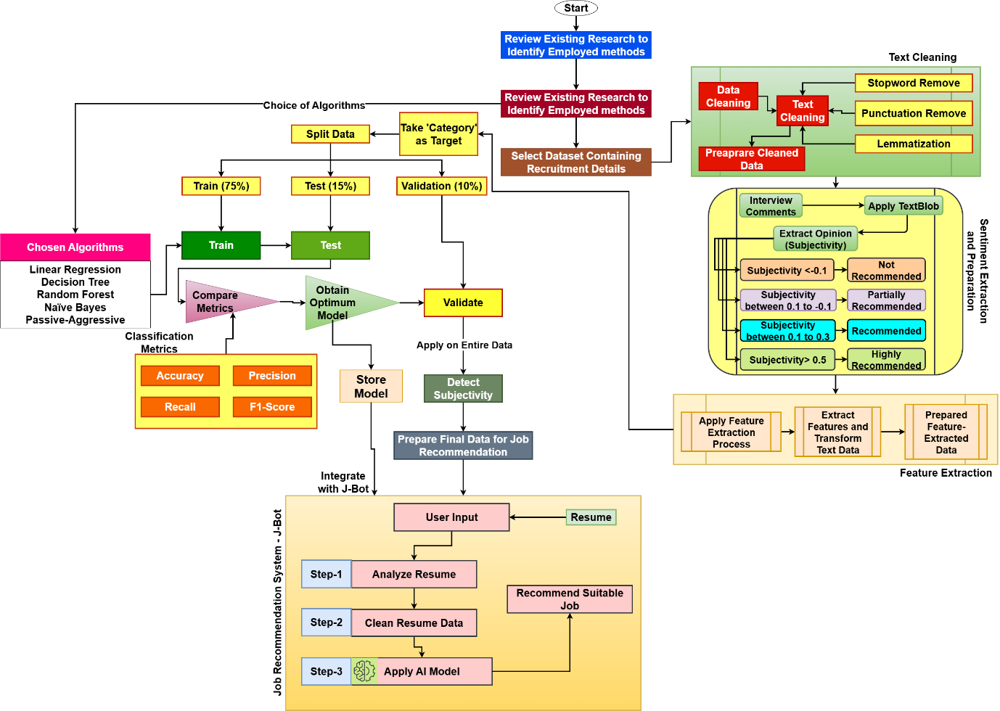 Start
Review Existing Research to
Identify Employed methods
Review Existing Research to
Identify Employed methods
Choice of Algorithms
Select Dataset Containing
Recruitment Details
Text Cleaning
Data
Cleaning
Text
Cleaning
Preaprare Cleaned
Data
Stopword Remove
Punctuation Remove
Lemmatization
Take 'Category'
as Target
Split Data
Train (75%)
Test (15%)
Validation (10%)
Chosen Algorithms
Linear Regression
Decision Tree
Random Forest
Naïve Bayes
Passive-Aggressive
Train
Test
Compare
Metrics
Obtain
Optimum
Model
Validate
Classification
Metrics
Accuracy
Precision
Recall
F1-Score
Store
Model
Apply on Entire Data
Detect
Subjectivity
Prepare Final Data for Job
Recommendation
Integrate
with J-Bot
Interview
Comments
Apply TextBlob
Extract Opinion
(Subjectivity)
Subjectivity <-0.1
Not
Recommended
Subjectivity
between 0.1 to -0.1
Partially
Recommended
Subjectivity
between 0.1 to 0.3
Recommended
Subjectivity> 0.5
Highly
Recommended
Sentiment Extraction
and Preparation
Apply Feature
Extraction
Process
Extract
Features and
Transform
Text Data
Prepared
Feature-
Extracted
Data
Feature Extraction
Job Recommendation System - J-Bot
User Input
Resume
Step-1
Analyze Resume
Step-2
Clean Resume Data
Step-3
Apply AI Model
Recommend Suitable
Job